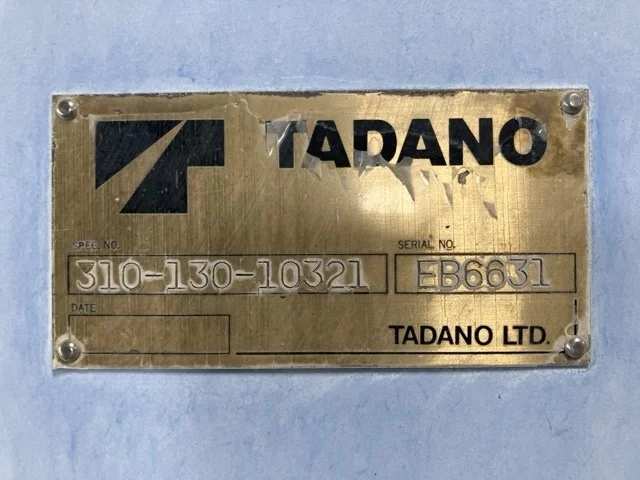 TADANO
SPEC. NO.
310-130-10321
SERIAL NO.
EB6631
DATE
TADANO LTD.